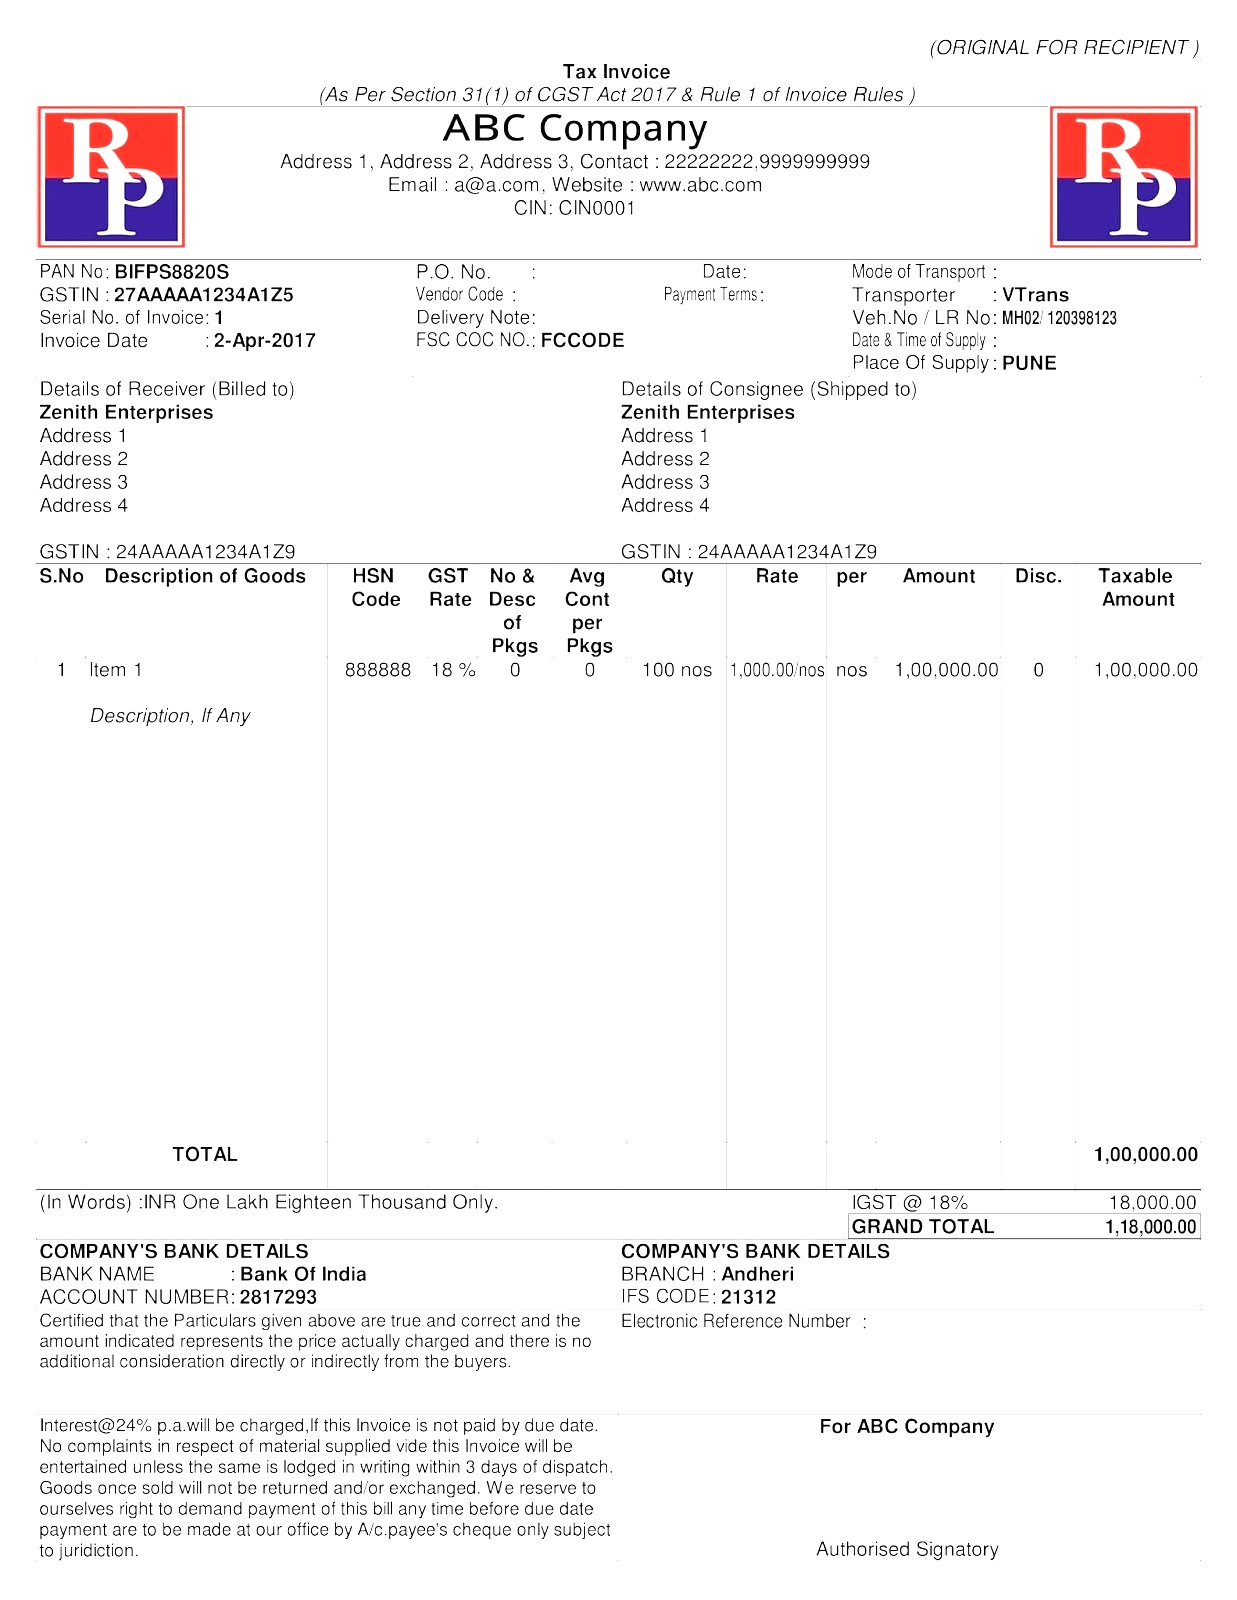 (ORIGINAL FOR RECIPIENT )
Tax Invoice
(As Per Section 31(1) of CGST Act 2017 & Rule 1 of Invoice Rules )
RP
ABC Company
RP
Address 1, Address 2, Address 3, Contact : 22222222,9999999999
Email : a@a.com, Website : www.abc.com
CIN: CIN0001
PAN No: BIFPS8820S P.O. No. : Date: Mode of Transport :
GSTIN : 27AAAAA1234A1Z5 Vendor Code : Payment Terms: Transporter : VTrans
Serial No. of Invoice: 1 Delivery Note: Veh.No / LR No: MH02/ 120398123
Invoice Date : 2-Apr-2017 FSC COC NO.: FCCODE Date & Time of Supply :
Place Of Supply: PUNE
Details of Receiver (Billed to) Details of Consignee (Shipped to)
Zenith Enterprises Zenith Enterprises
Address 1 Address 1
Address 2 Address 2
Address 3 Address 3
Address 4 Address 4
GSTIN : 24AAAAA1234A1Z9 GSTIN : 24AAAAA1234A1Z9
S.No Description of Goods HSN GST No & Avg Qty Rate per Amount Disc. Taxable
Code Rate Desc Cont Amount
of per
Pkgs Pkgs
1 Item 1 888888 18 % 0 0 100 nos 1,000.00/nos nos 1,00,000.00 0 1,00,000.00
Description, If Any
TOTAL 1,00,000.00
(In Words) :INR One Lakh Eighteen Thousand Only. IGST @ 18% 18,000.00
GRAND TOTAL 1,18,000.00
COMPANY'S BANK DETAILS COMPANY'S BANK DETAILS
BANK NAME : Bank Of India BRANCH : Andheri
ACCOUNT NUMBER: 2817293 IFS CODE: 21312
Certified that the Particulars given above are true and correct and the Electronic Reference Number :
amount indicated represents the price actually charged and there is no
additional consideration directly or indirectly from the buyers.
Interest@24% p.a.will be charged,If this Invoice is not paid by due date. For ABC Company
No complaints in respect of material supplied vide this Invoice will be
entertained unless the same is lodged in writing within 3 days of dispatch.
Goods once sold will not be returned and/or exchanged. We reserve to
ourselves right to demand payment of this bill any time before due date
payment are to be made at our office by A/c.payee's cheque only subject
to juridiction. Authorised Signatory